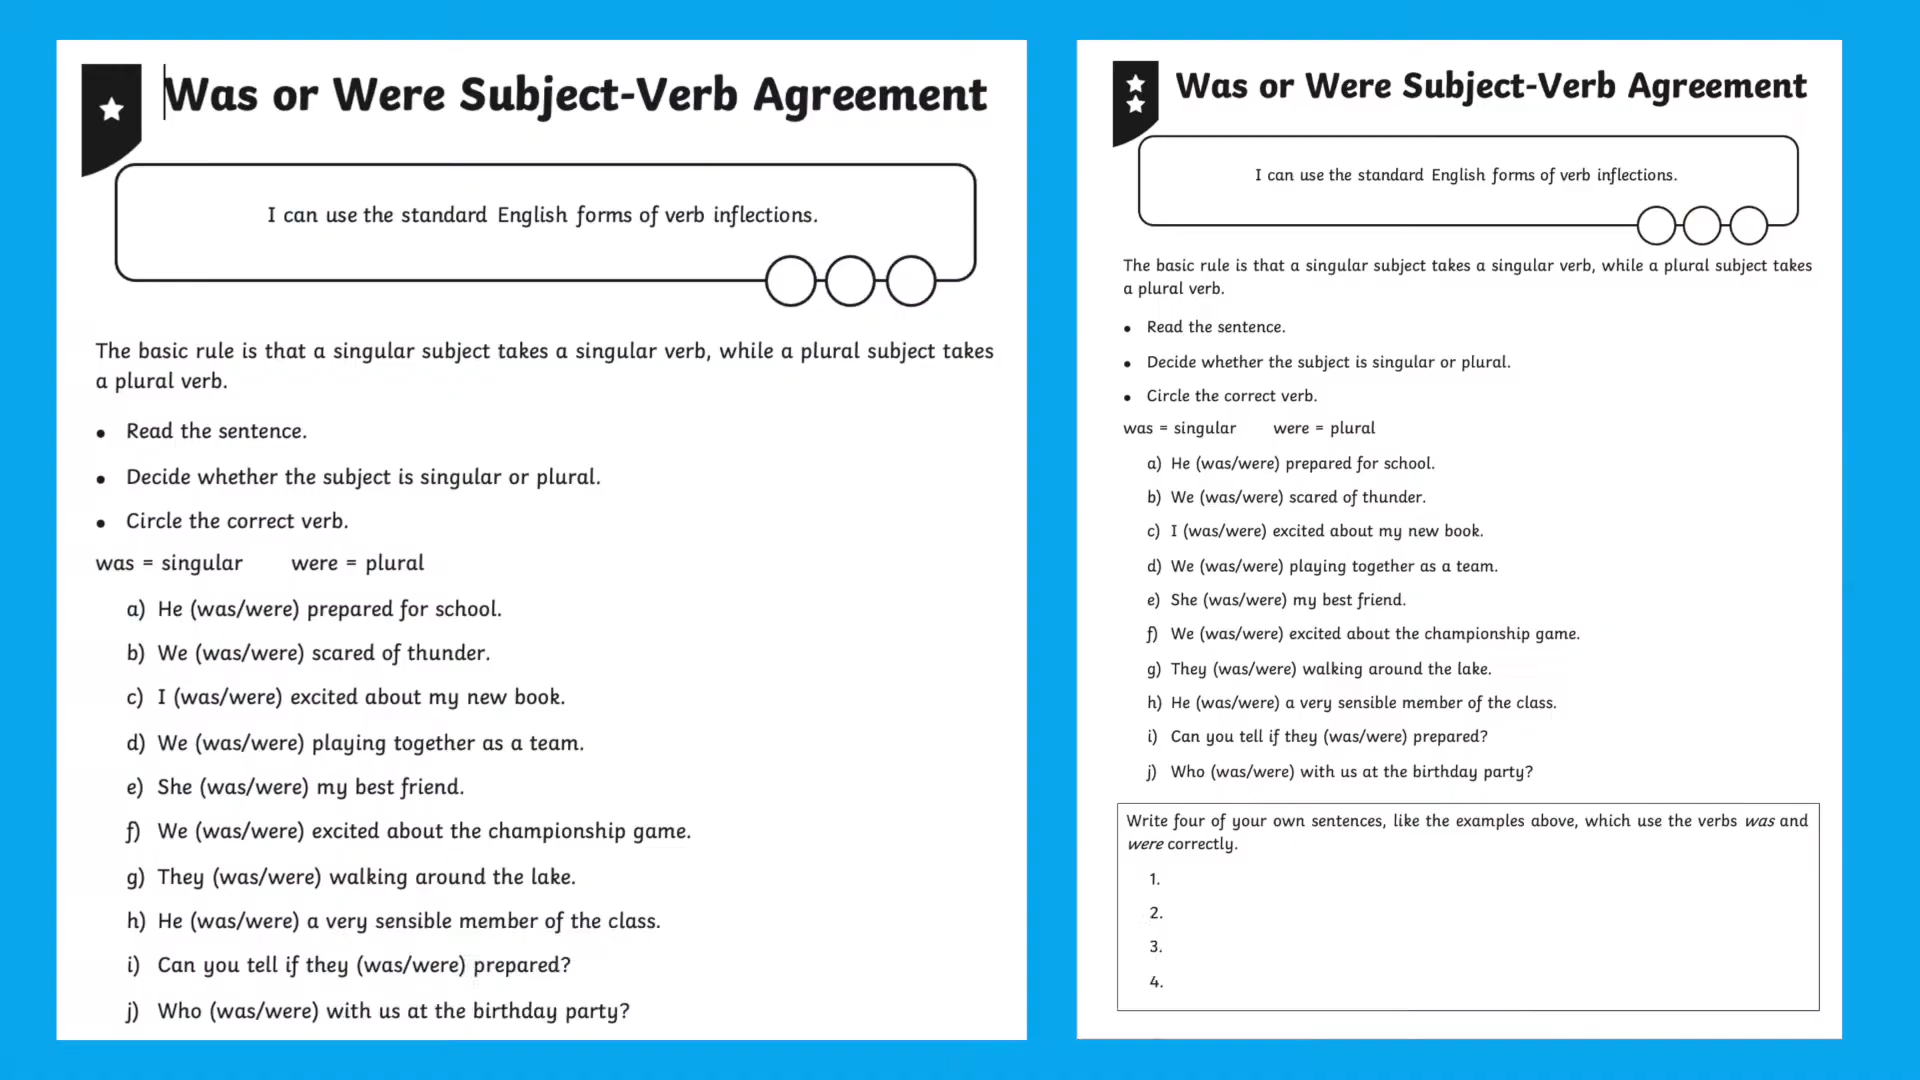 Was or Were Subject-Verb Agreement
I can use the standard English forms of verb inflections.
The basic rule is that a singular subject takes a singular verb, while a plural subject takes
a plural verb.
• Read the sentence.
• Decide whether the subject is singular or plural.
• Circle the correct verb.
was = singular were = plural
a) He (was/were) prepared for school.
b) We (was/were) scared of thunder.
c) I (was/were) excited about my new book.
d) We (was/were) playing together as a team.
e) She (was/were) my best friend.
f) We (was/were) excited about the championship game.
g) They (was/were) walking around the lake.
h) He (was/were) a very sensible member of the class.
i) Can you tell if they (was/were) prepared?
j) Who (was/were) with us at the birthday party?
Was or Were Subject-Verb Agreement
I can use the standard English forms of verb inflections.
The basic rule is that a singular subject takes a singular verb, while a plural subject takes
a plural verb.
• Read the sentence.
• Decide whether the subject is singular or plural.
• Circle the correct verb.
was = singular were = plural
a) He (was/were) prepared for school.
b) We (was/were) scared of thunder.
c) I (was/were) excited about my new book.
d) We (was/were) playing together as a team.
e) She (was/were) my best friend.
f) We (was/were) excited about the championship game.
g) They (was/were) walking around the lake.
h) He (was/were) a very sensible member of the class.
i) Can you tell if they (was/were) prepared?
j) Who (was/were) with us at the birthday party?
Write four of your own sentences, like the examples above, which use the verbs was and
were correctly.
1.
2.
3.
4.